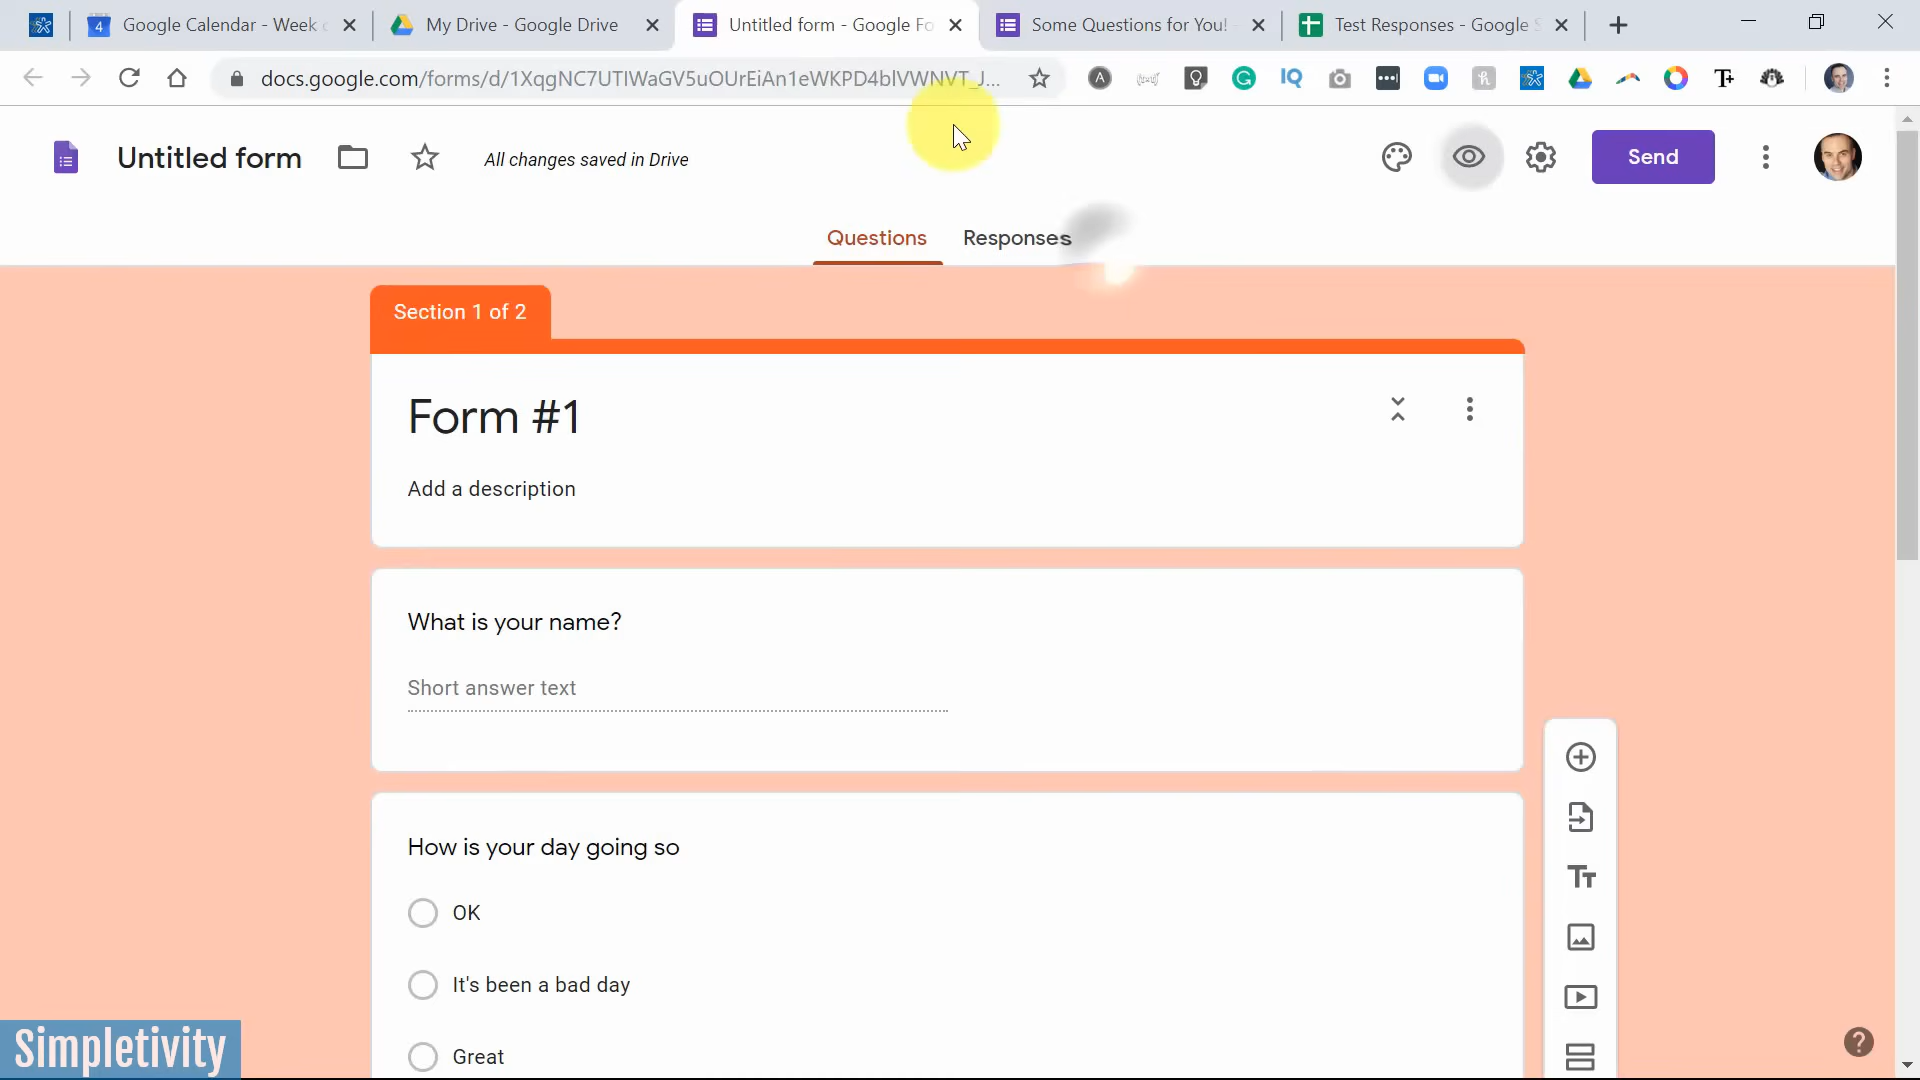 Google Calendar - Week
My Drive - Google Drive
Untitled form - Google Fo
Some Questions for You!
Test Responses - Google S
docs.google.com/forms/d/1XqgNC7UTIWaGV5uOUrEiAn1eWKPD4blVWNVT_J...
Untitled form
All changes saved in Drive
Send
Questions
Responses
Section 1 of 2
Form #1
Add a description
What is your name?
Short answer text
How is your day going so
OK
It's been a bad day
Great
Simpletivity